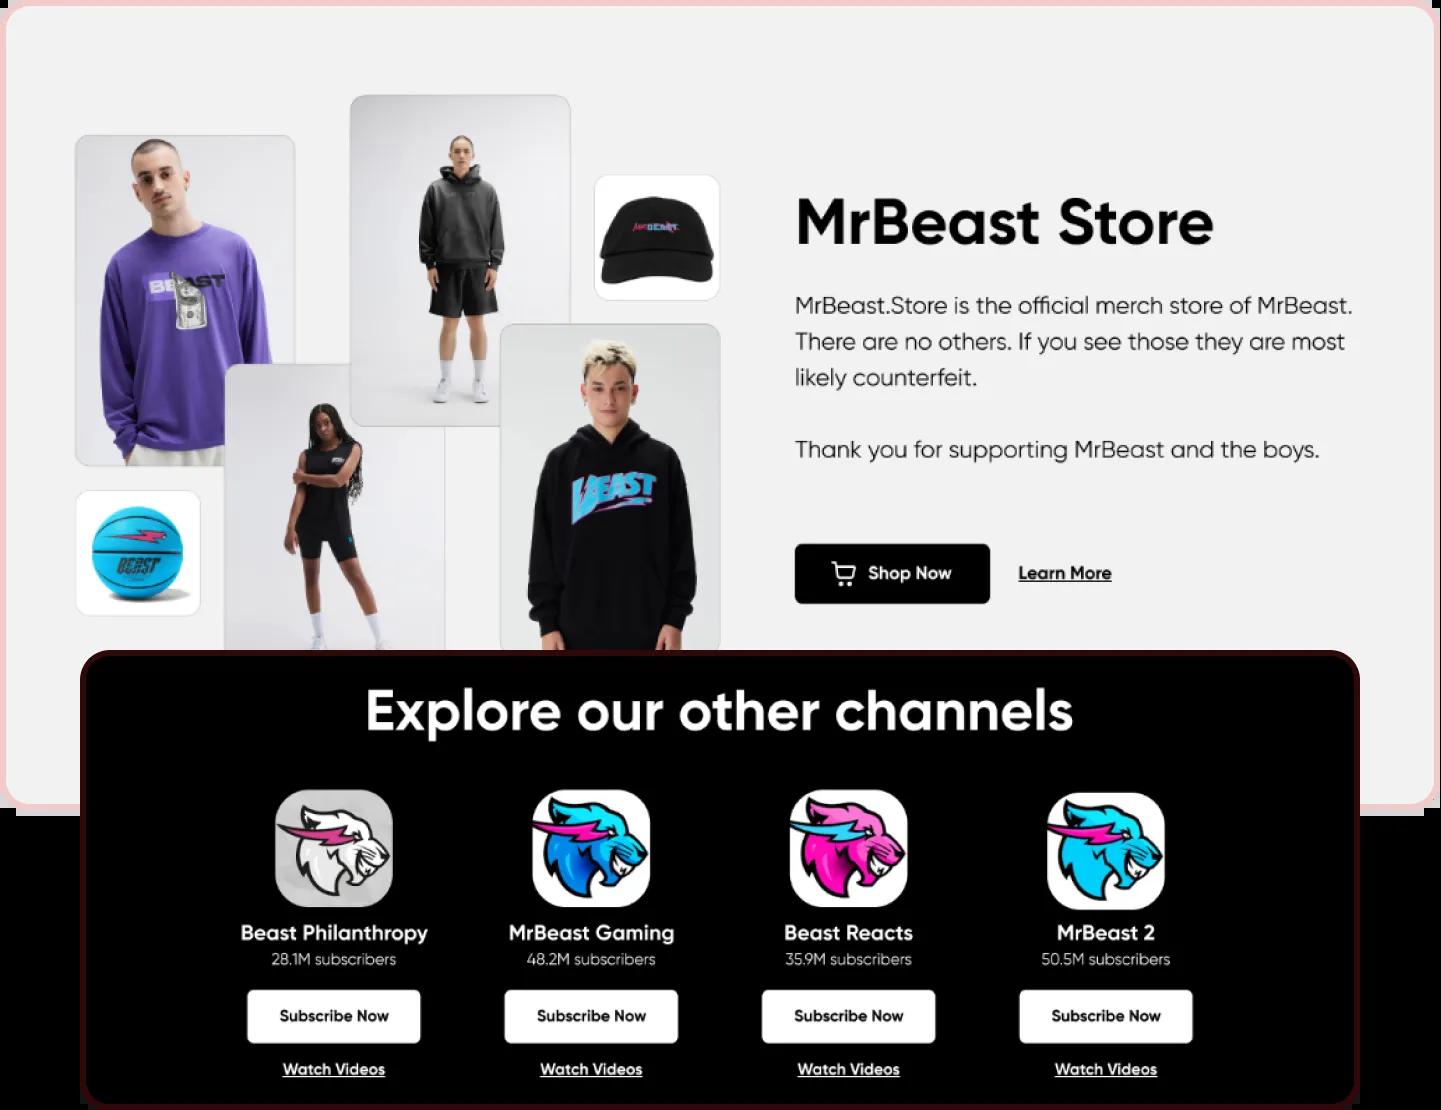 BEAST
MRBEAST
BEAST
BEAST
MrBeast Store
MrBeast.Store is the official merch store of MrBeast.
There are no others. If you see those they are most
likely counterfeit.
Thank you for supporting MrBeast and the boys.
Shop Now
Learn More
Explore our other channels
Beast Philanthropy
28.1M subscribers
Subscribe Now
Watch Videos
MrBeast Gaming
48.2M subscribers
Subscribe Now
Watch Videos
Beast Reacts
35.9M subscribers
Subscribe Now
Watch Videos
MrBeast 2
50.5M subscribers
Subscribe Now
Watch Videos